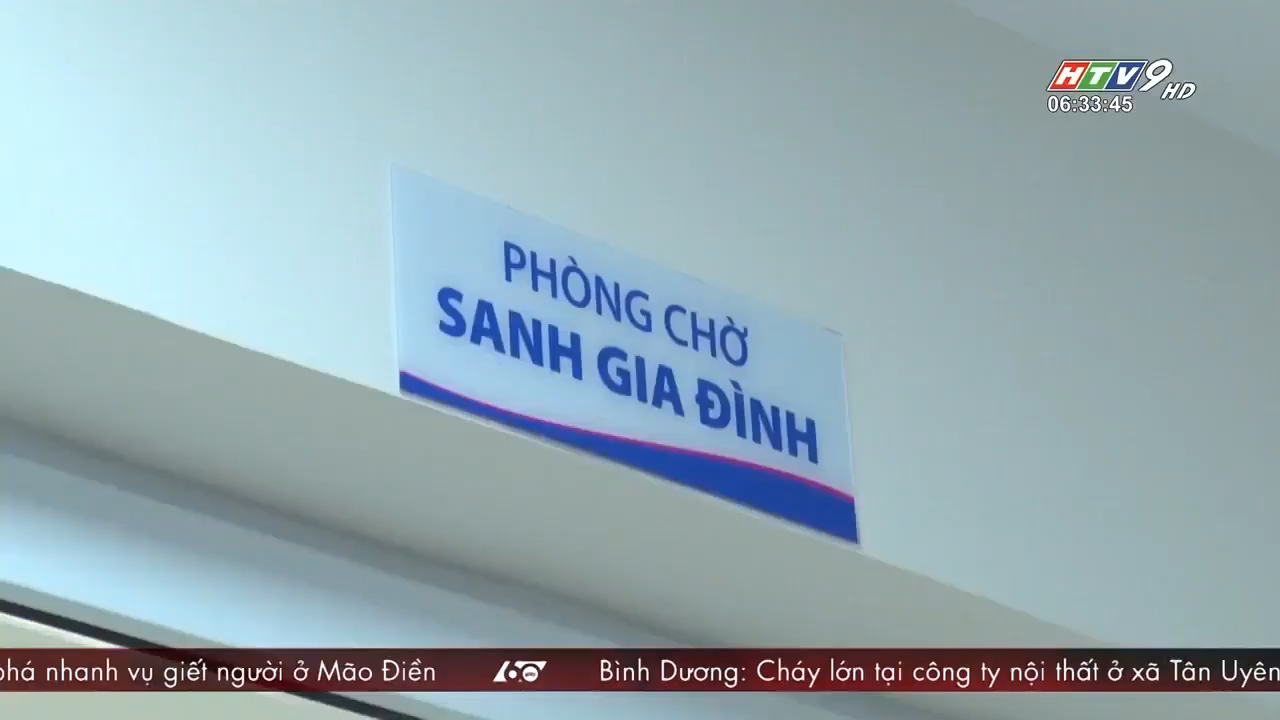 HTV9 HD
06:33:45
PHÒNG CHỜ
SANH GIA ĐÌNH
phá nhanh vụ giết người ở Mão Điền
Bình Dương: Cháy lớn tại công ty nội thất ở xã Tân Uyên